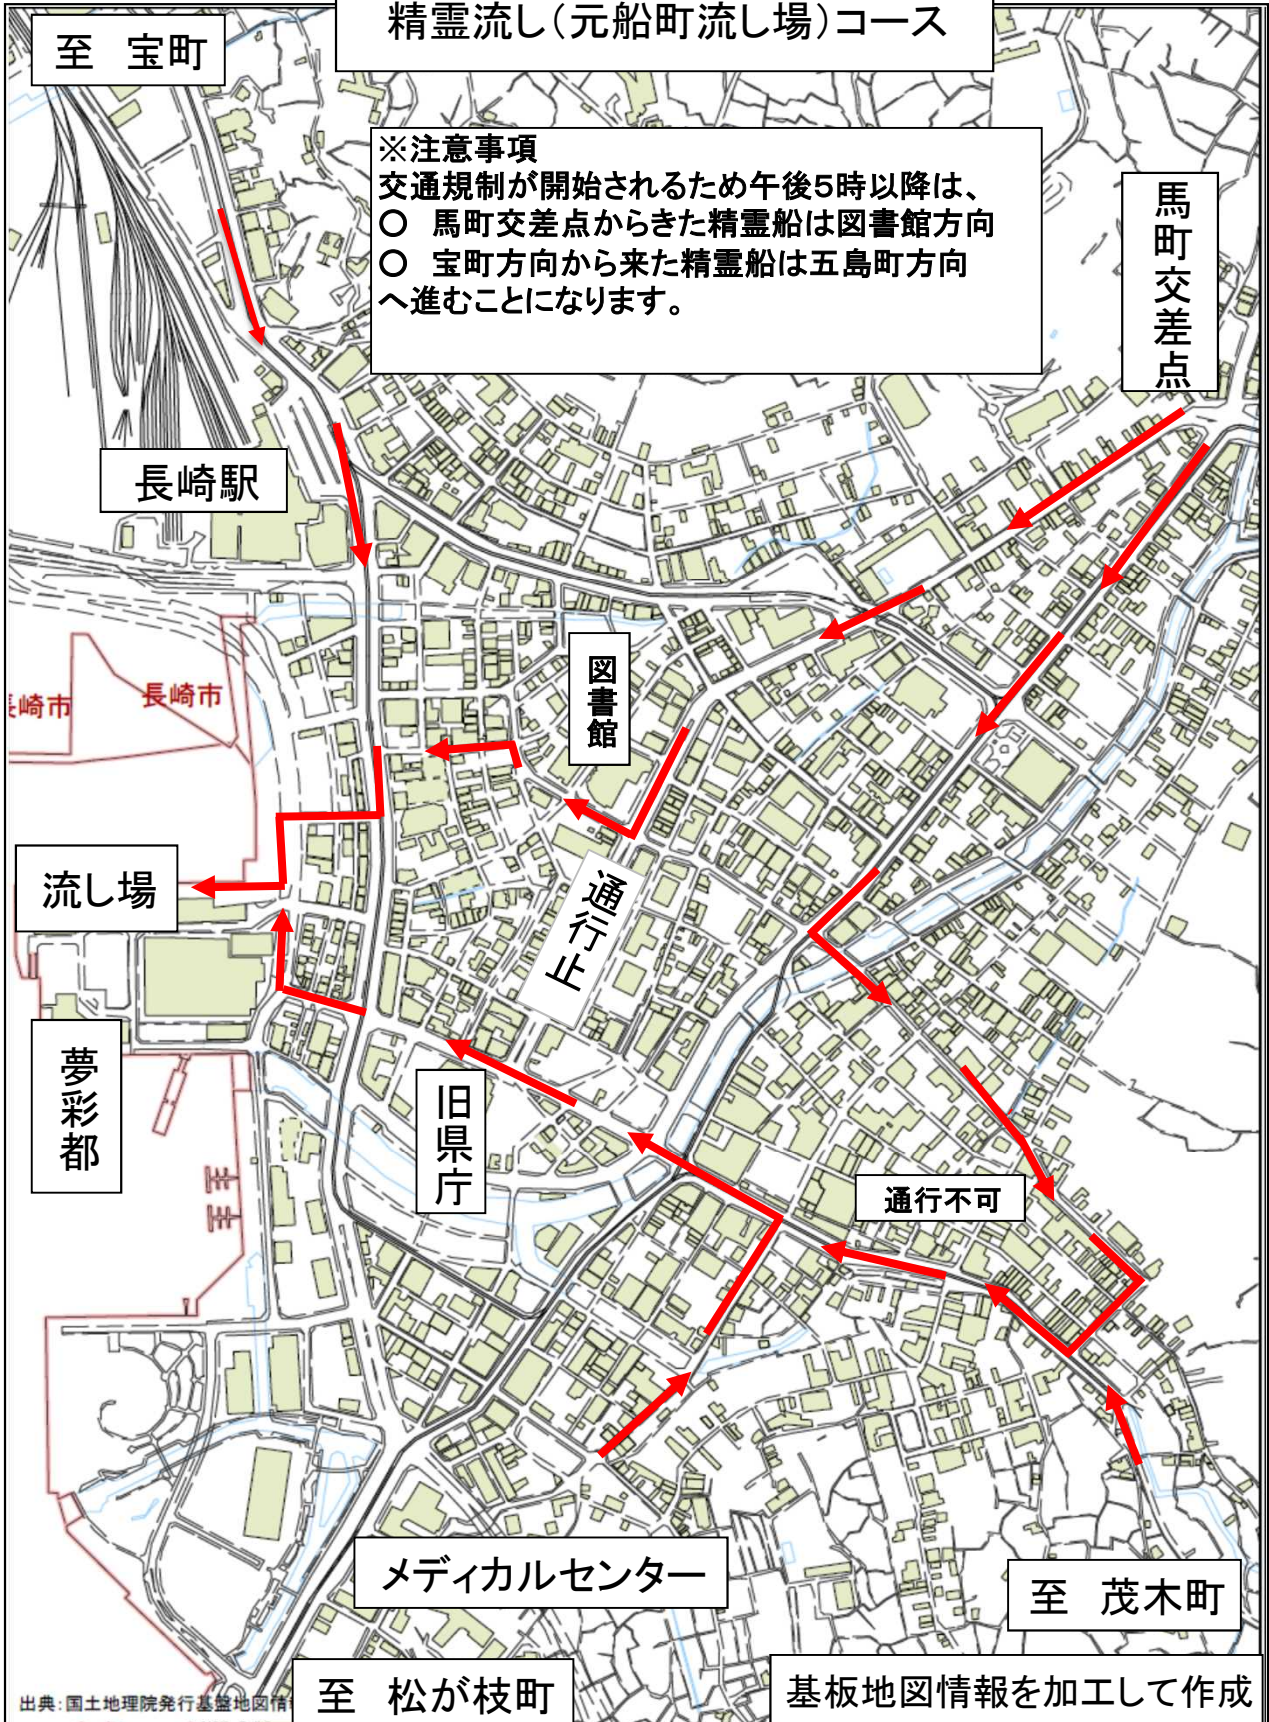 精霊流し（元船町流し場）コース
至　宝町
※注意事項
交通規制が開始されるため午後5時以降は、
○　馬町交差点からきた精霊船は図書館方向
○　宝町方向から来た精霊船は五島町方向
へ進むことになります。
馬町交差点
長崎駅
図書館
長崎市
長崎市
流し場
通行止
夢彩都
旧県庁
通行不可
メディカルセンター
至　茂木町
至　松が枝町
基板地図情報を加工して作成
出典：国土地理院発行基盤地図情